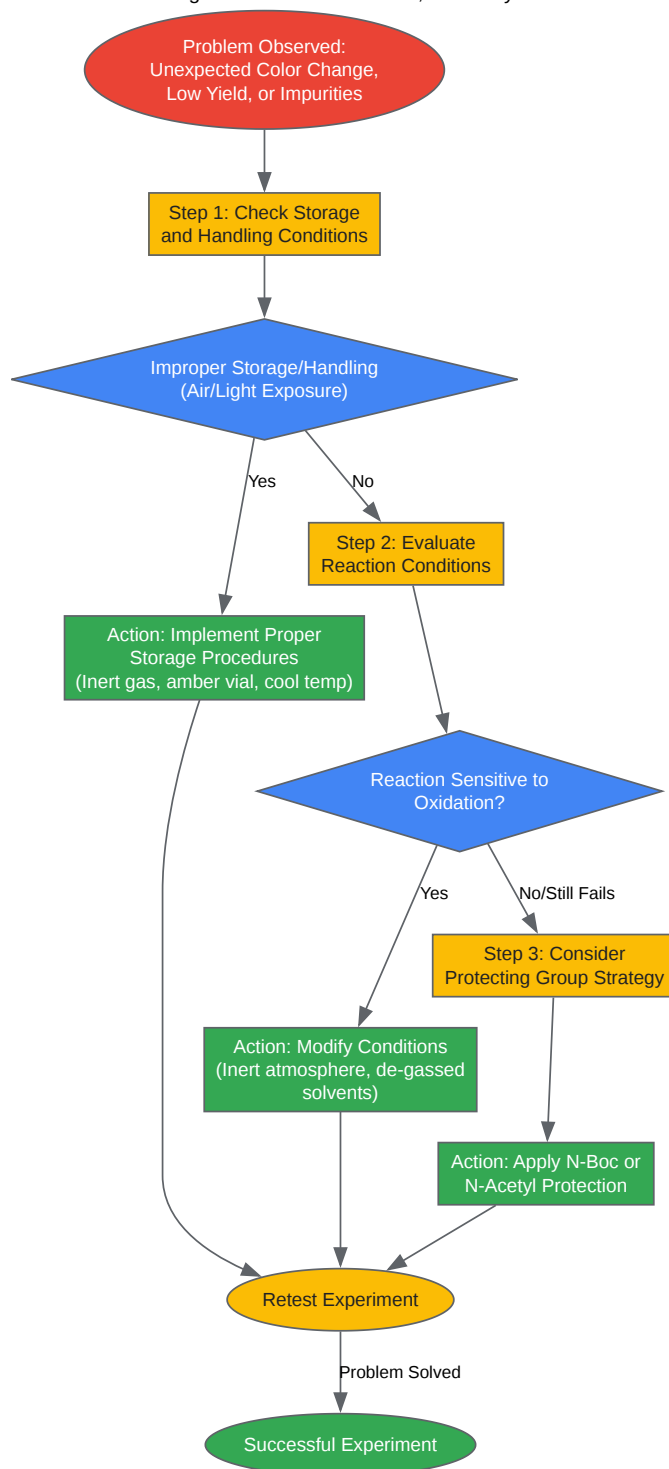 Problem Observed:
Unexpected Color Change,
Low Yield, or Impurities
Step 1: Check Storage
and Handling Conditions
Improper Storage/Handling
(Air/Light Exposure)
Yes
No
Step 2: Evaluate
Reaction Conditions
Action: Implement Proper
Storage Procedures
(Inert gas, amber vial, cool temp)
Reaction Sensitive to
Oxidation?
Yes
No/Still Fails
Step 3: Consider
Protecting Group Strategy
Action: Modify Conditions
(Inert atmosphere, de-gassed
solvents)
Action: Apply N-Boc or
N-Acetyl Protection
Retest Experiment
Problem Solved
Successful Experiment